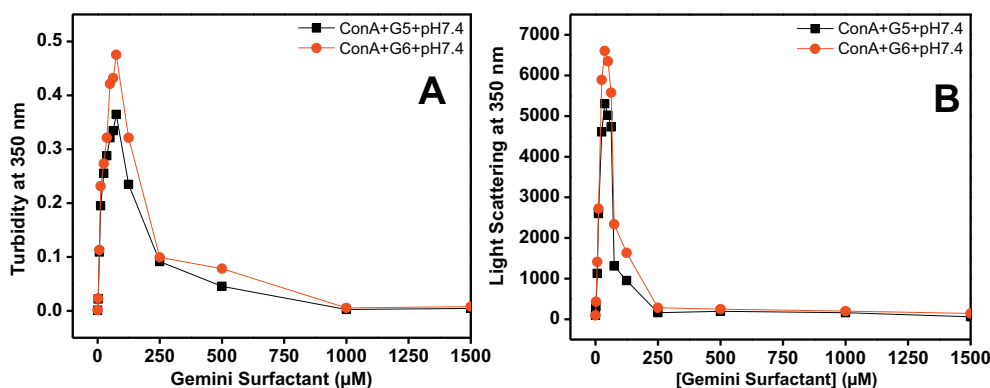 ConA+G5+pH7.4
ConA+G6+pH7.4
A
Turbidity at 350 nm
0.5
0.4
0.3
0.2
0.1
0.0
0 250 500 750 1000 1250 1500
Gemini Surfactant (µM)
ConA+G5+pH7.4
ConA+G6+pH7.4
B
Light Scattering at 350 nm
7000
6000
5000
4000
3000
2000
1000
0
0 250 500 750 1000 1250 1500
[Gemini Surfactant] (µM)